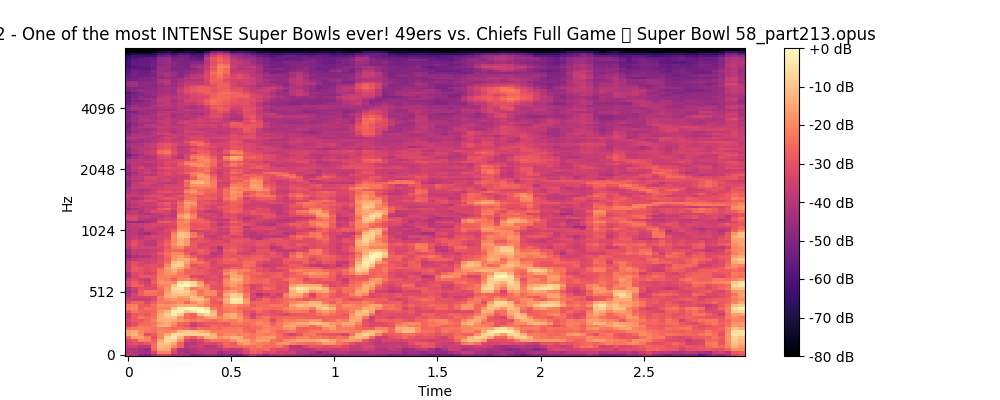 2 - One of the most INTENSE Super Bowls ever! 49ers vs. Chiefs Full Game  Super Bowl 58_part213.opus
4096
2048
1024
512
0
Hz
0
0.5
1
1.5
2
2.5
Time
+0 dB
-10 dB
-20 dB
-30 dB
-40 dB
-50 dB
-60 dB
-70 dB
-80 dB